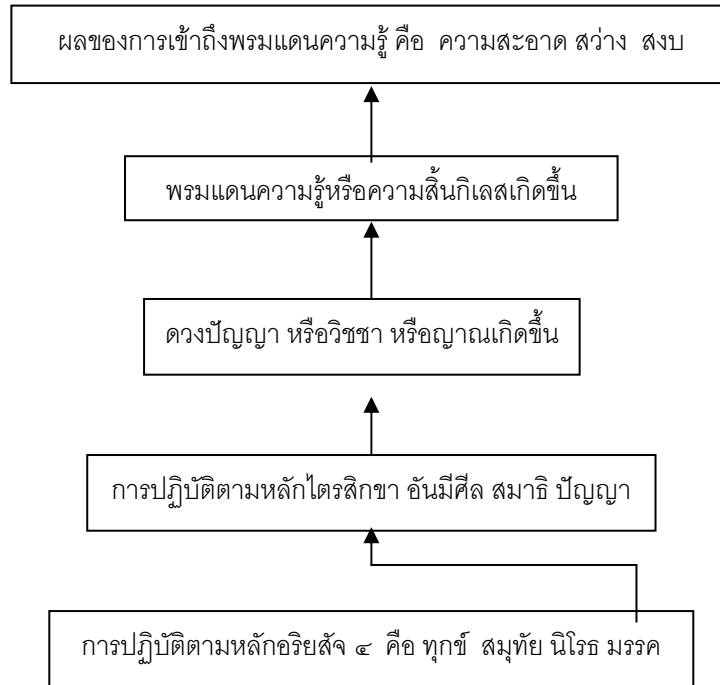 ผลของการเข้าถึงพรมแดนความรู้ คือ ความสะอาด สว่าง สงบ
พรมแดนความรู้หรือความสิ้นกิเลสเกิดขึ้น
ดวงปัญญา หรือวิชชา หรือญาณเกิดขึ้น
การปฏิบัติตามหลักไตรสิกขา อันมีศีล สมาธิ ปัญญา
การปฏิบัติตามหลักอริยสัจ ๔ คือ ทุกข์ สมุทัย นิโรธ มรรค